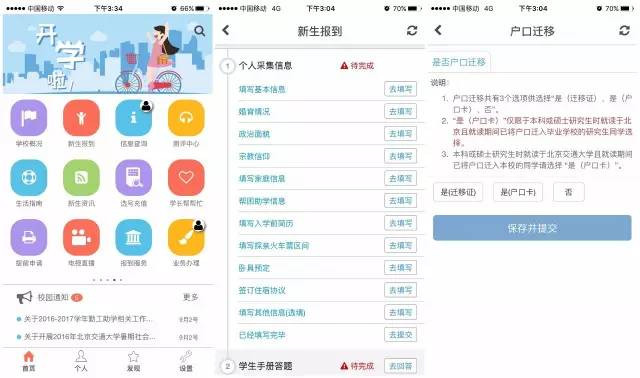 中国移动
下午3:34
66%
开
学
啦
学校概况
新生报到
信息查询
测评中心
生活指南
新生资讯
选号充值
学长帮帮忙
提前申请
电视直播
报到服务
业务办理
校园通知
更多
关于2016-2017学年勤工助学相关工作...
9月2号
关于开展2016年北京交通大学暑期社会...
9月2号
首页
个人
发现
设置
中国移动 4G
下午3:04
70%
新生报到
1
个人采集信息
待完成
填写基本信息
去填写
婚育情况
去填写
政治面貌
去填写
宗教信仰
去填写
填写家庭信息
去填写
帮困助学信息
去填写
填写入学前简历
去填写
填写探亲火车票区间
去填写
卧具预定
去填写
签订住宿协议
去填写
填写其他信息(选填)
去填写
已经填写完毕
去提交
2
学生手册答题
待完成
去回答
中国移动 4G
下午3:04
70%
户口迁移
是否户口迁移
说明:
1. 户口迁移共有3个选项供选择“是（迁移证）、是（户
口卡）、否”。
2. “是（户口卡）”仅限于本科或硕士研究生时就读于北
京且就读期间已将户口迁入毕业学校的研究生同学选
择。
3. 本科或硕士研究生时就读于北京交通大学且就读期间
已将户口迁入本校的同学请选择 “是（户口卡）”。
是(迁移证)
是(户口卡)
否
保存并提交